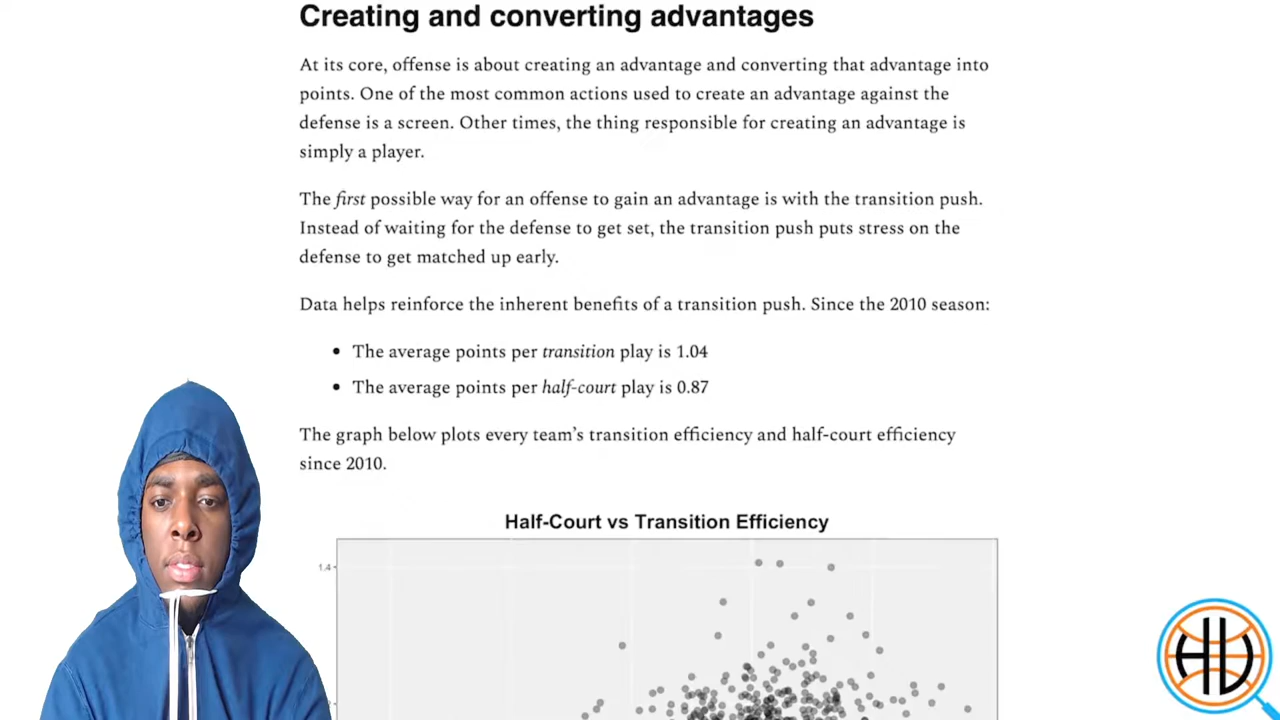 Creating and converting advantages
At its core, offense is about creating an advantage and converting that advantage into
points. One of the most common actions used to create an advantage against the
defense is a screen. Other times, the thing responsible for creating an advantage is
simply a player.
The first possible way for an offense to gain an advantage is with the transition push.
Instead of waiting for the defense to get set, the transition push puts stress on the
defense to get matched up early.
Data helps reinforce the inherent benefits of a transition push. Since the 2010 season:
• The average points per transition play is 1.04
• The average points per half-court play is 0.87
The graph below plots every team’s transition efficiency and half-court efficiency
since 2010.
Half-Court vs Transition Efficiency
1.4